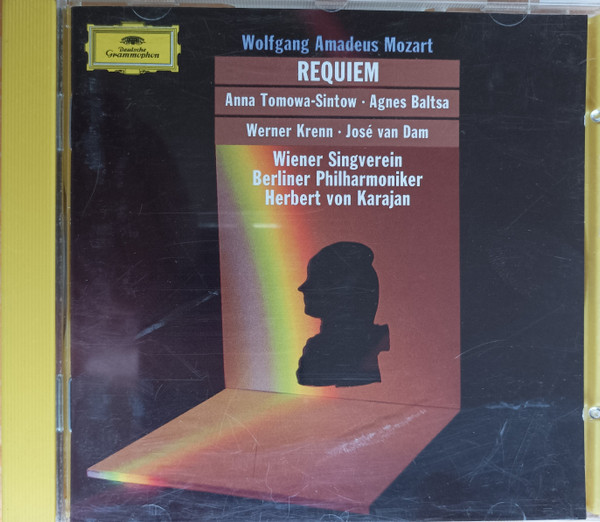 Deutsche
Grammophon
Wolfgang Amadeus Mozart
REQUIEM
Anna Tomowa-Sintow · Agnes Baltsa
Werner Krenn · José van Dam
Wiener Singverein
Berliner Philharmoniker
Herbert von Karajan